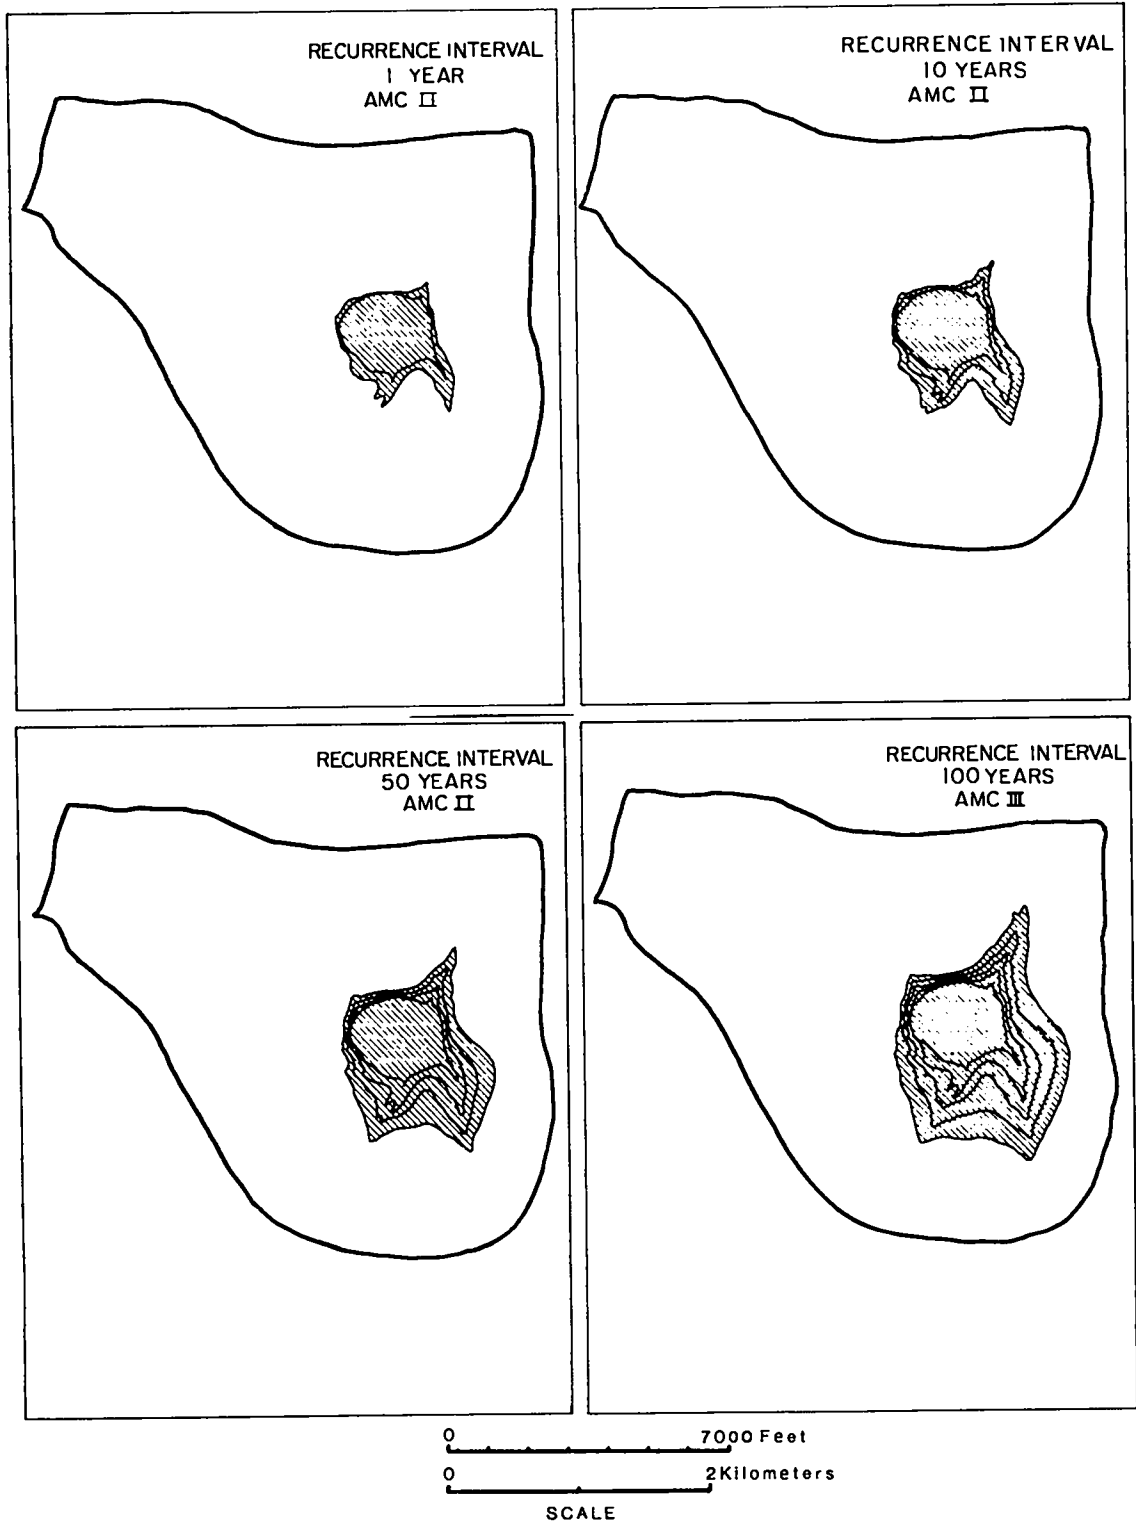 RECURRENCE INTERVAL
1 YEAR
AMC II
RECURRENCE INTERVAL
10 YEARS
AMC II
RECURRENCE INTERVAL
50 YEARS
AMC II
RECURRENCE INTERVAL
100 YEARS
AMC III
0 7000 Feet
0 2 Kilometers
SCALE